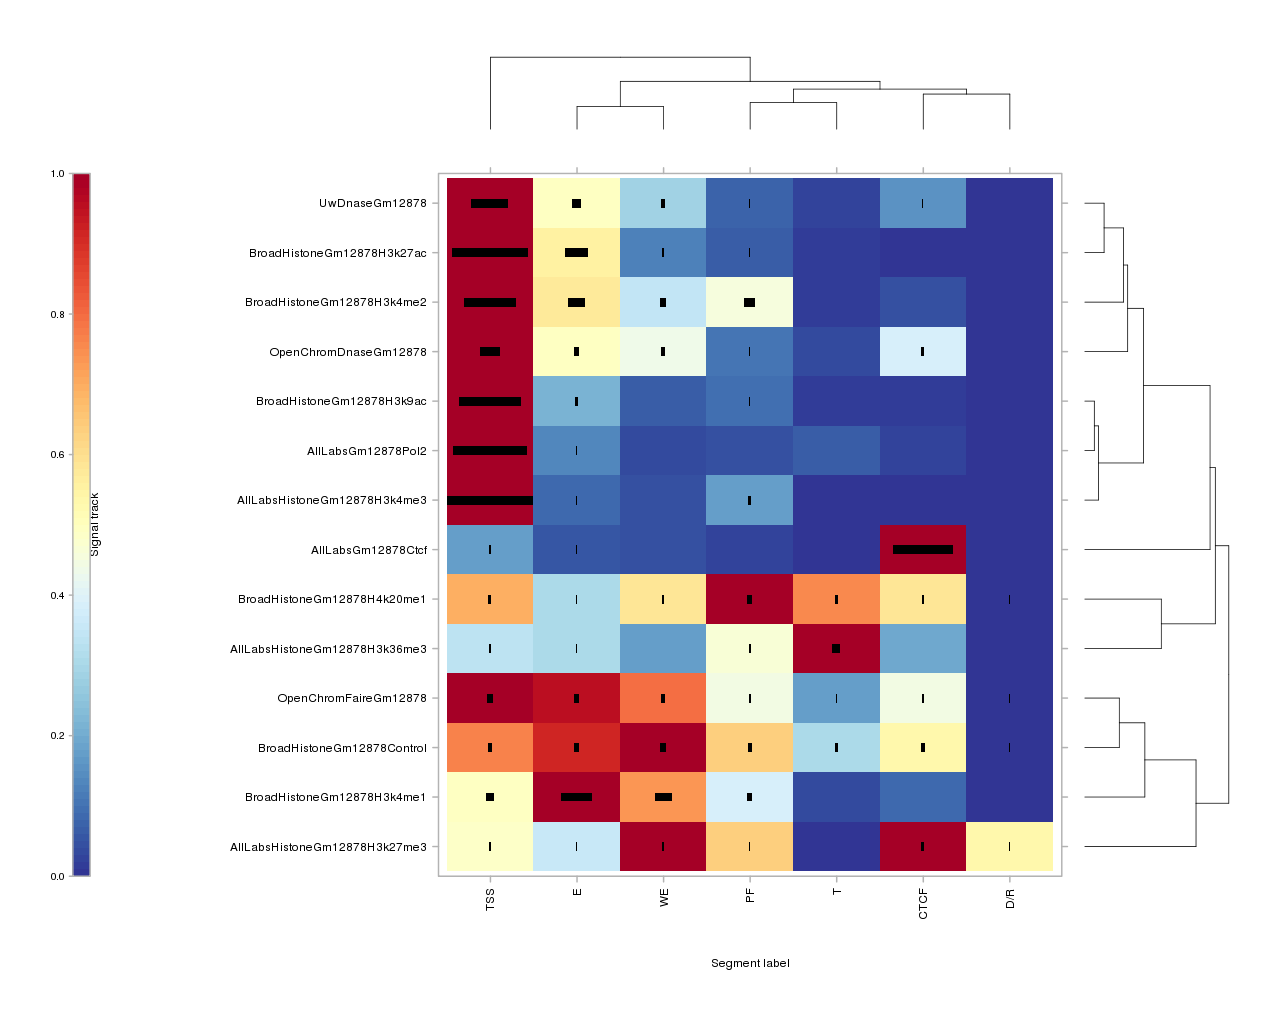 1.0
0.8
0.6
0.4
0.2
0.0
Signal track
UwDnaseGm12878
BroadHistoneGm12878H3k27ac
BroadHistoneGm12878H3k4me2
OpenChromDnaseGm12878
BroadHistoneGm12878H3k9ac
AllLabsGm12878Pol2
AllLabsHistoneGm12878H3k4me3
AllLabsGm12878Ctcf
BroadHistoneGm12878H4k20me1
AllLabsHistoneGm12878H3k36me3
OpenChromFaireGm12878
BroadHistoneGm12878Control
BroadHistoneGm12878H3k4me1
AllLabsHistoneGm12878H3k27me3
TSS
E
WE
PF
T
CTCF
D/R
Segment label